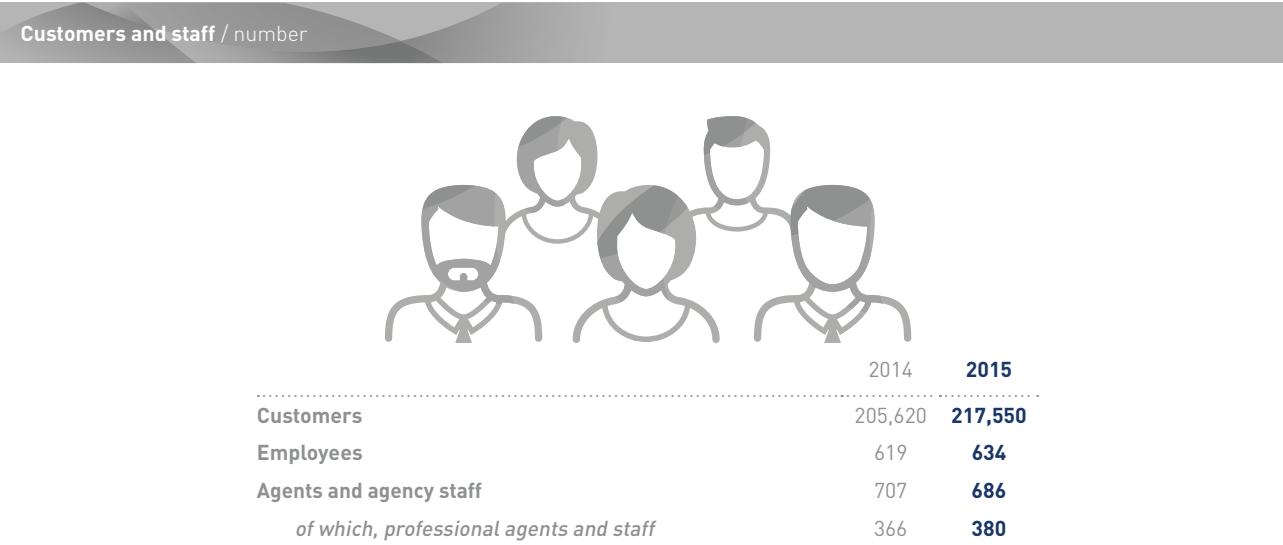 Customers and staff / number
2014 2015
Customers 205,620 217,550
Employees 619 634
Agents and agency staff 707 686
of which, professional agents and staff 366 380